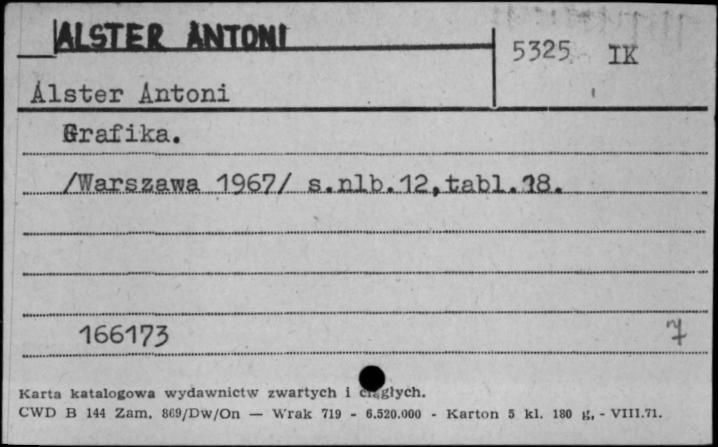 ALSTER ANTONI
5325 IK
Alster Antoni
Grafika.
/Warszawa 1967/ s.nlb.12,tabl.18.
166173
7
Karta katalogowa wydawnictw zwartych i ciągłych.
CWD B 144 Zam. 869/Dw/On — Wrak 719 - 6.520.000 - Karton 5 kl. 180 g, - VIII.71.